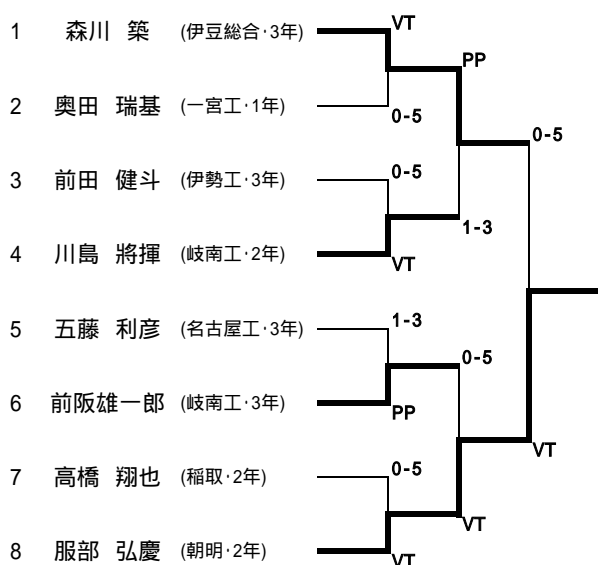 1 森川 築 (伊豆総合·3年)
VT
PP
2 奥田 瑞基 (一宮工·1年)
0-5
0-5
3 前田 健斗 (伊勢工·3年)
0-5
1-3
4 川島 將揮 (岐南工·2年)
VT
5 五藤 利彦 (名古屋工·3年)
1-3
0-5
6 前阪雄一郎 (岐南工·3年)
PP
VT
7 高橋 翔也 (稲取·2年)
0-5
VT
8 服部 弘慶 (朝明·2年)
VT